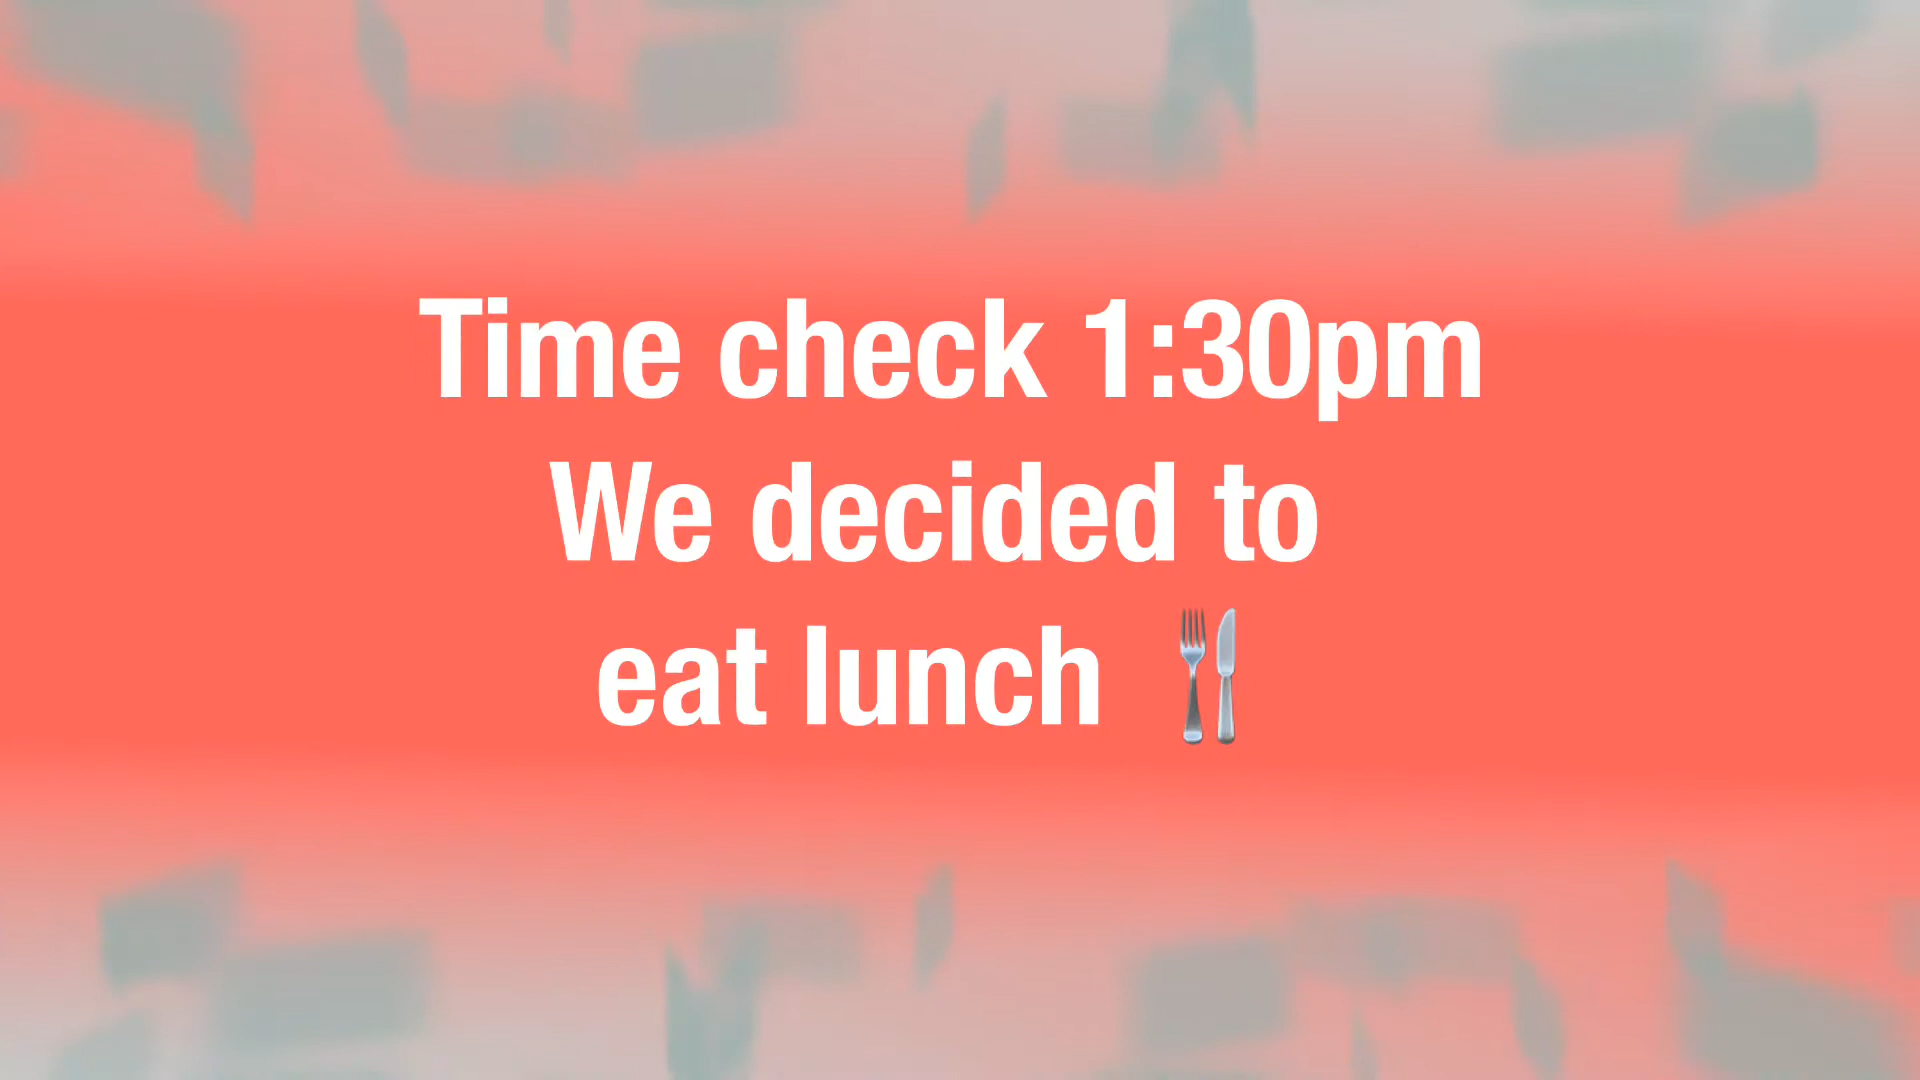 Time check 1:30pm
We decided to
eat lunch 🍴